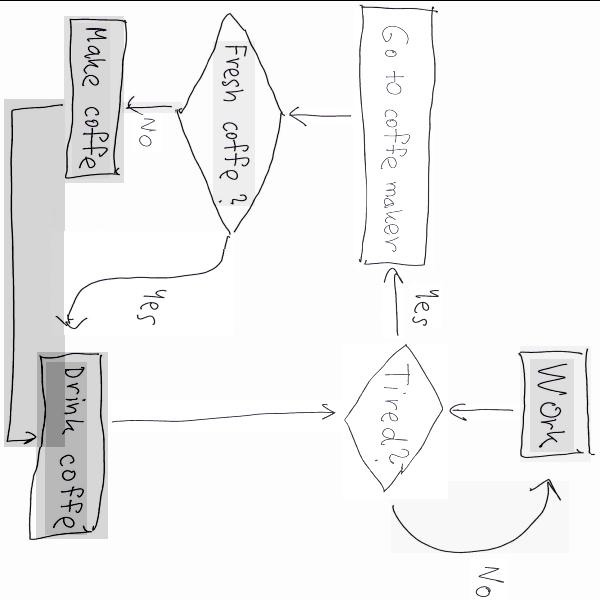 Work
Tired?
No
Yes
Go to coffe maker
Fresh coffe?
Yes
No
Make coffe
Drink coffe